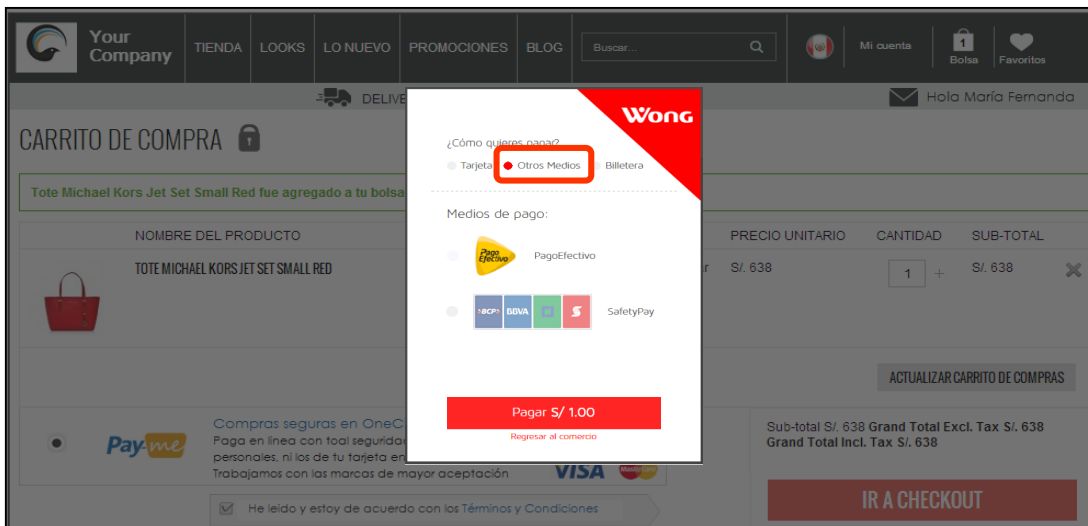 Your
Company
TIENDA
LOOKS
LO NUEVO
PROMOCIONES
BLOG
Buscar...
Mi cuenta
1
Bolsa
Favoritos
DELIVE
Hola María Fernanda
CARRITO DE COMPRA
Wong
¿Cómo quieres pagar?
Tarjeta
Otros Medios
Billetera
Tote Michael Kors Jet Set Small Red fue agregado a tu bolsa
Medios de pago:
NOMBRE DEL PRODUCTO
PRECIO UNITARIO
CANTIDAD
SUB-TOTAL
Pago
Efectivo
PagoEfectivo
TOTE MICHAEL KORS JET SET SMALL RED
r
S/. 638
1
+
S/. 638
BCP
BBVA
SafetyPay
ACTUALIZAR CARRITO DE COMPRAS
Pagar S/ 1.00
Regresar al comercio
Pay-me
Compras seguras en OneC
Paga en linea con toal segurida
personales, ni los de tu tarjeta en
Trabajamos con las marcas de mayor aceptación
VISA
MasterCard
Sub-total S/. 638 Grand Total Excl. Tax S/. 638
Grand Total Incl. Tax S/. 638
IR A CHECKOUT
He leido y estoy de acuerdo con los Términos y Condiciones